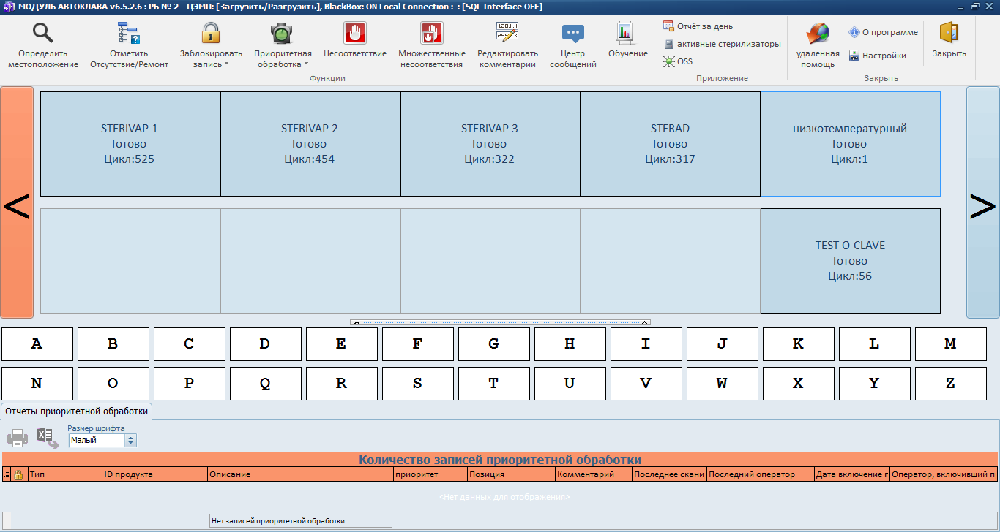 МОДУЛЬ АВТОКЛАВА v6.5.2.6 : РБ № 2 - ЦЭМП: [Загрузить/Разгрузить], BlackBox: ON Local Connection : : [SQL Interface OFF]
Определить местоположение
Отметить Отсутствие/Ремонт
Заблокировать запись
Приоритетная обработка
Несоответствие
Множественные несоответствия
128.X.X
255.X.X
Редактировать комментарии
Центр сообщений
Обучение
Функции
Отчёт за день
активные стерилизаторы
OSS
Приложение
удаленная помощь
О программе
Настройки
Закрыть
Закрыть
<
STERIVAP 1
Готово
Цикл:525
STERIVAP 2
Готово
Цикл:454
STERIVAP 3
Готово
Цикл:322
STERAD
Готово
Цикл:317
низкотемпературный
Готово
Цикл:1
>
TEST-O-CLAVE
Готово
Цикл:56
A B C D E F G H I J K L M
N O P Q R S T U V W X Y Z
Отчеты приоритетной обработки
Размер шрифта
Малый
Количество записей приоритетной обработки
Тип ID продукта Описание приоритет Позиция Комментарий Последнее скани Последний оператор Дата включение г Оператор, включивший п
<Нет данных для отображения>
Нет записей приоритетной обработки